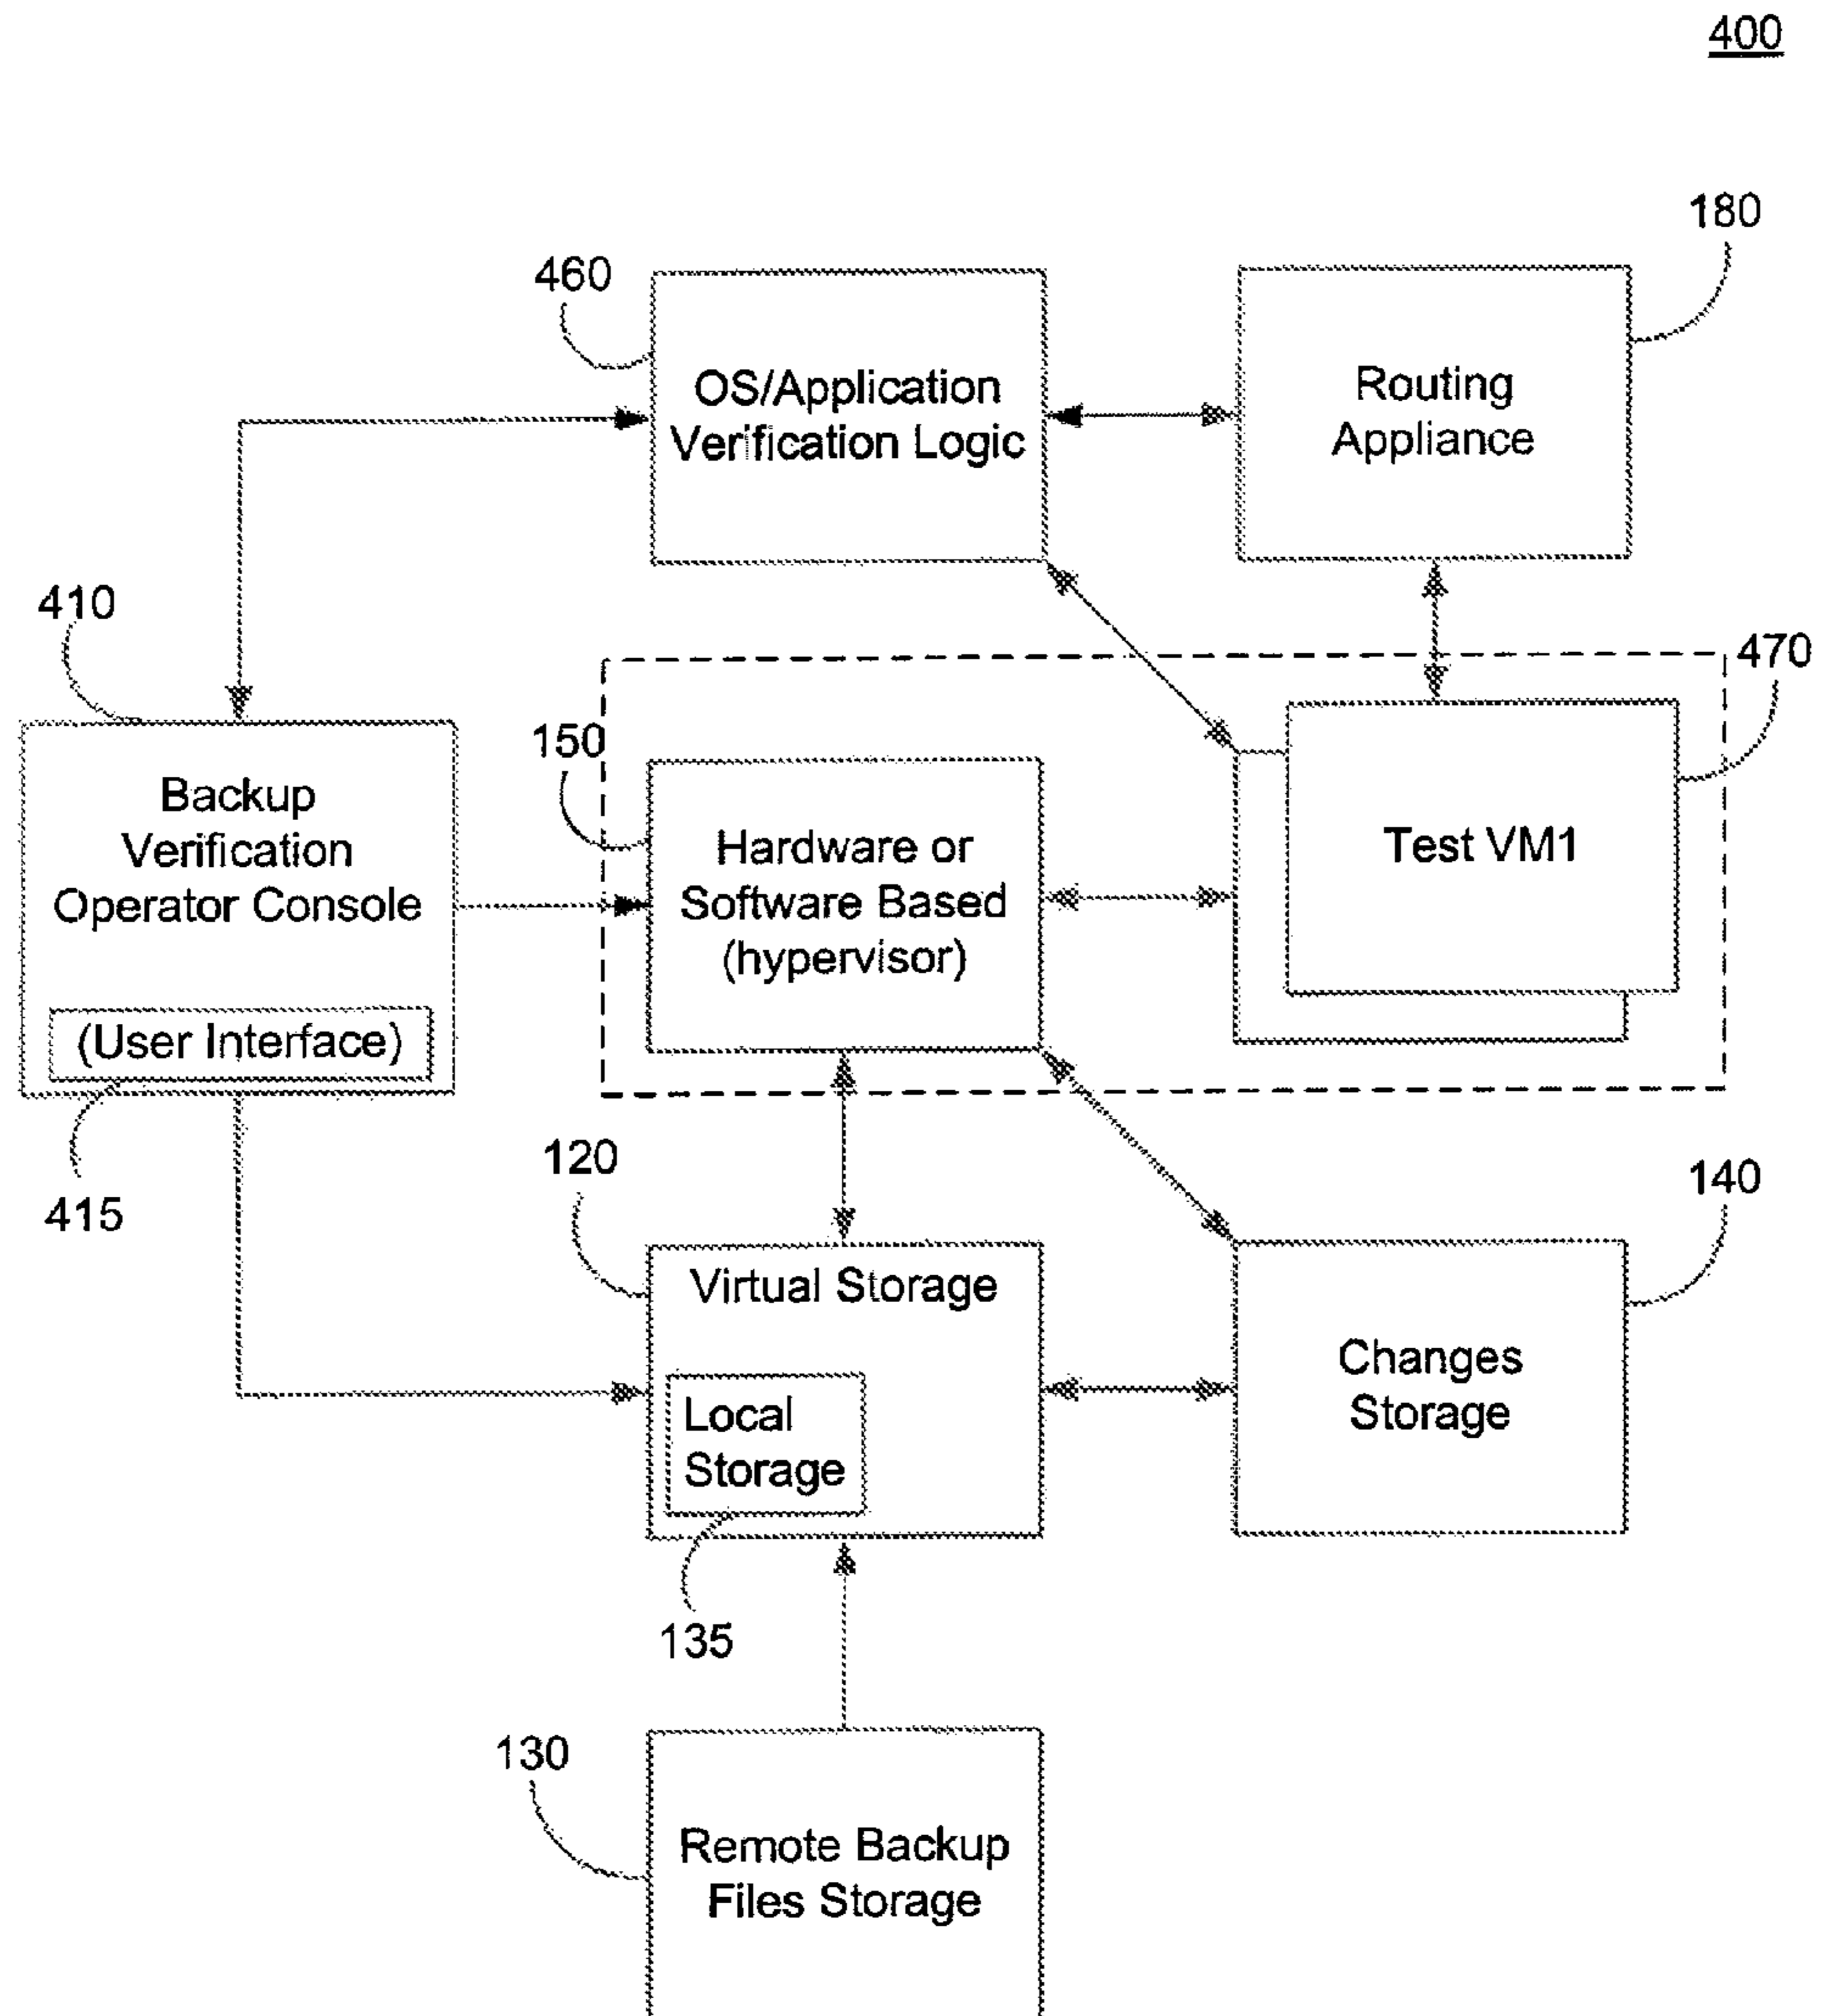 400
180
460
OS/Application
Verification Logic
Routing
Appliance
410
470
150
Backup
Verification
Operator Console
(User Interface)
Hardware or
Software Based
(hypervisor)
Test VM1
415
120
140
Virtual Storage
Local
Storage
Changes
Storage
135
130
Remote Backup
Files Storage